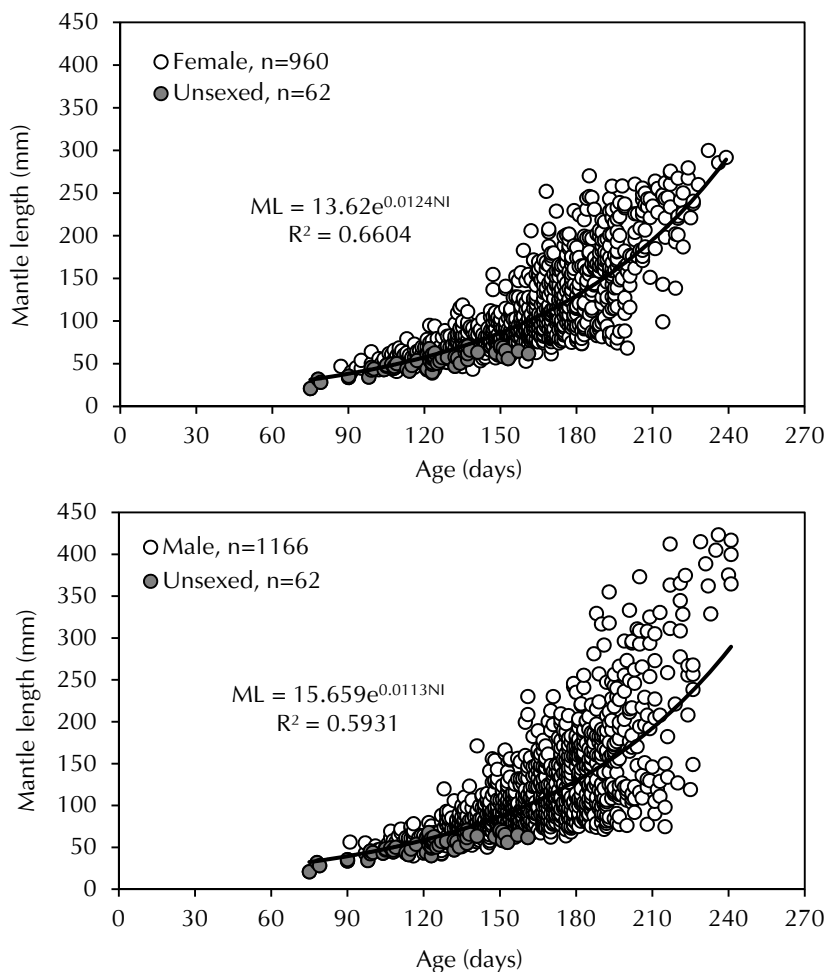 450
400
350
300
250
200
150
100
50
0
Mantle length (mm)
Female, n=960
Unsexed, n=62
ML = 13.62e^0.0124NI
R² = 0.6604
0 30 60 90 120 150 180 210 240 270
Age (days)
450
400
350
300
250
200
150
100
50
0
Mantle length (mm)
Male, n=1166
Unsexed, n=62
ML = 15.659e^0.0113NI
R² = 0.5931
0 30 60 90 120 150 180 210 240 270
Age (days)